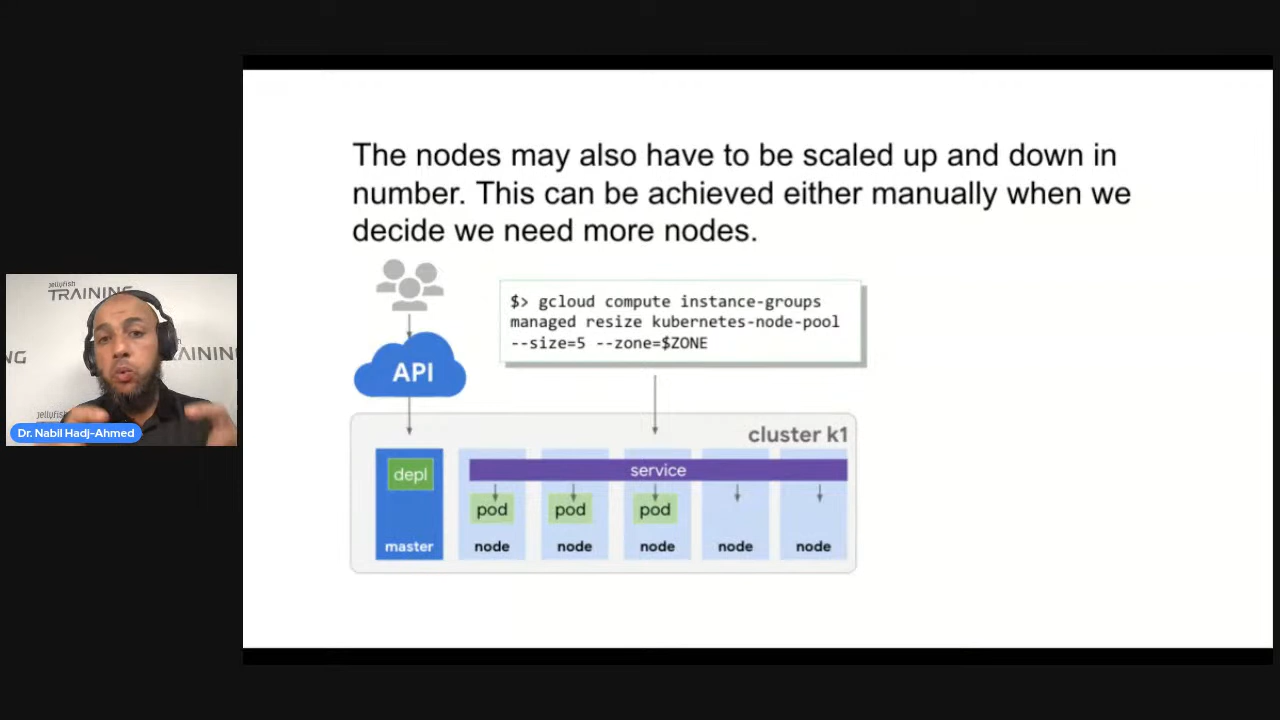 The nodes may also have to be scaled up and down in
number. This can be achieved either manually when we
decide we need more nodes.
$> gcloud compute instance-groups
managed resize kubernetes-node-pool
--size=5 --zone=$ZONE
API
cluster k1
depl
service
pod pod pod
master node node node node node
jellyfish
TRAINING
NG
AINING
jellyfish
Dr. Nabil Hadj-Ahmed